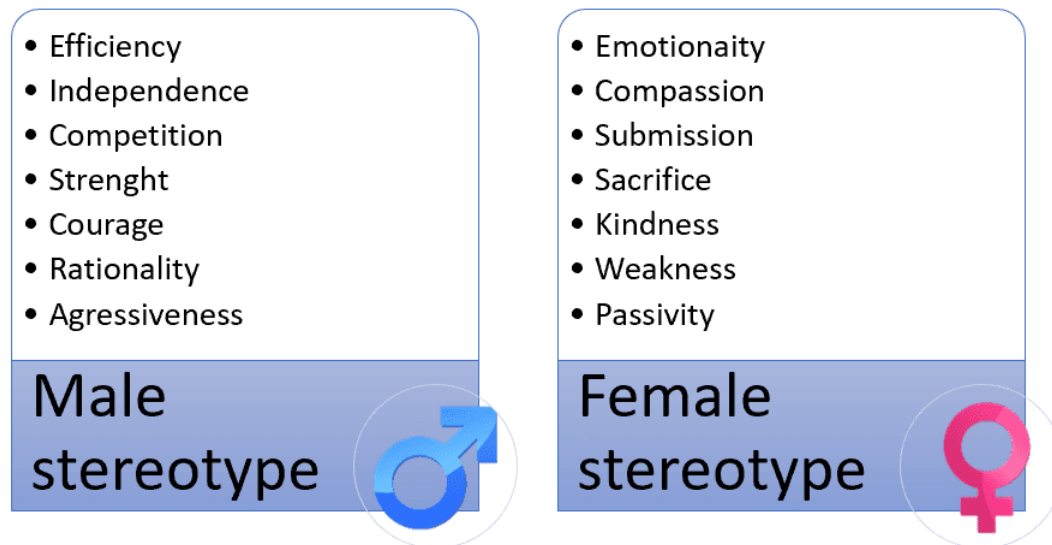 • Efficiency
• Independence
• Competition
• Strenght
• Courage
• Rationality
• Agressiveness
Male
stereotype
• Emotionaity
• Compassion
• Submission
• Sacrifice
• Kindness
• Weakness
• Passivity
Female
stereotype